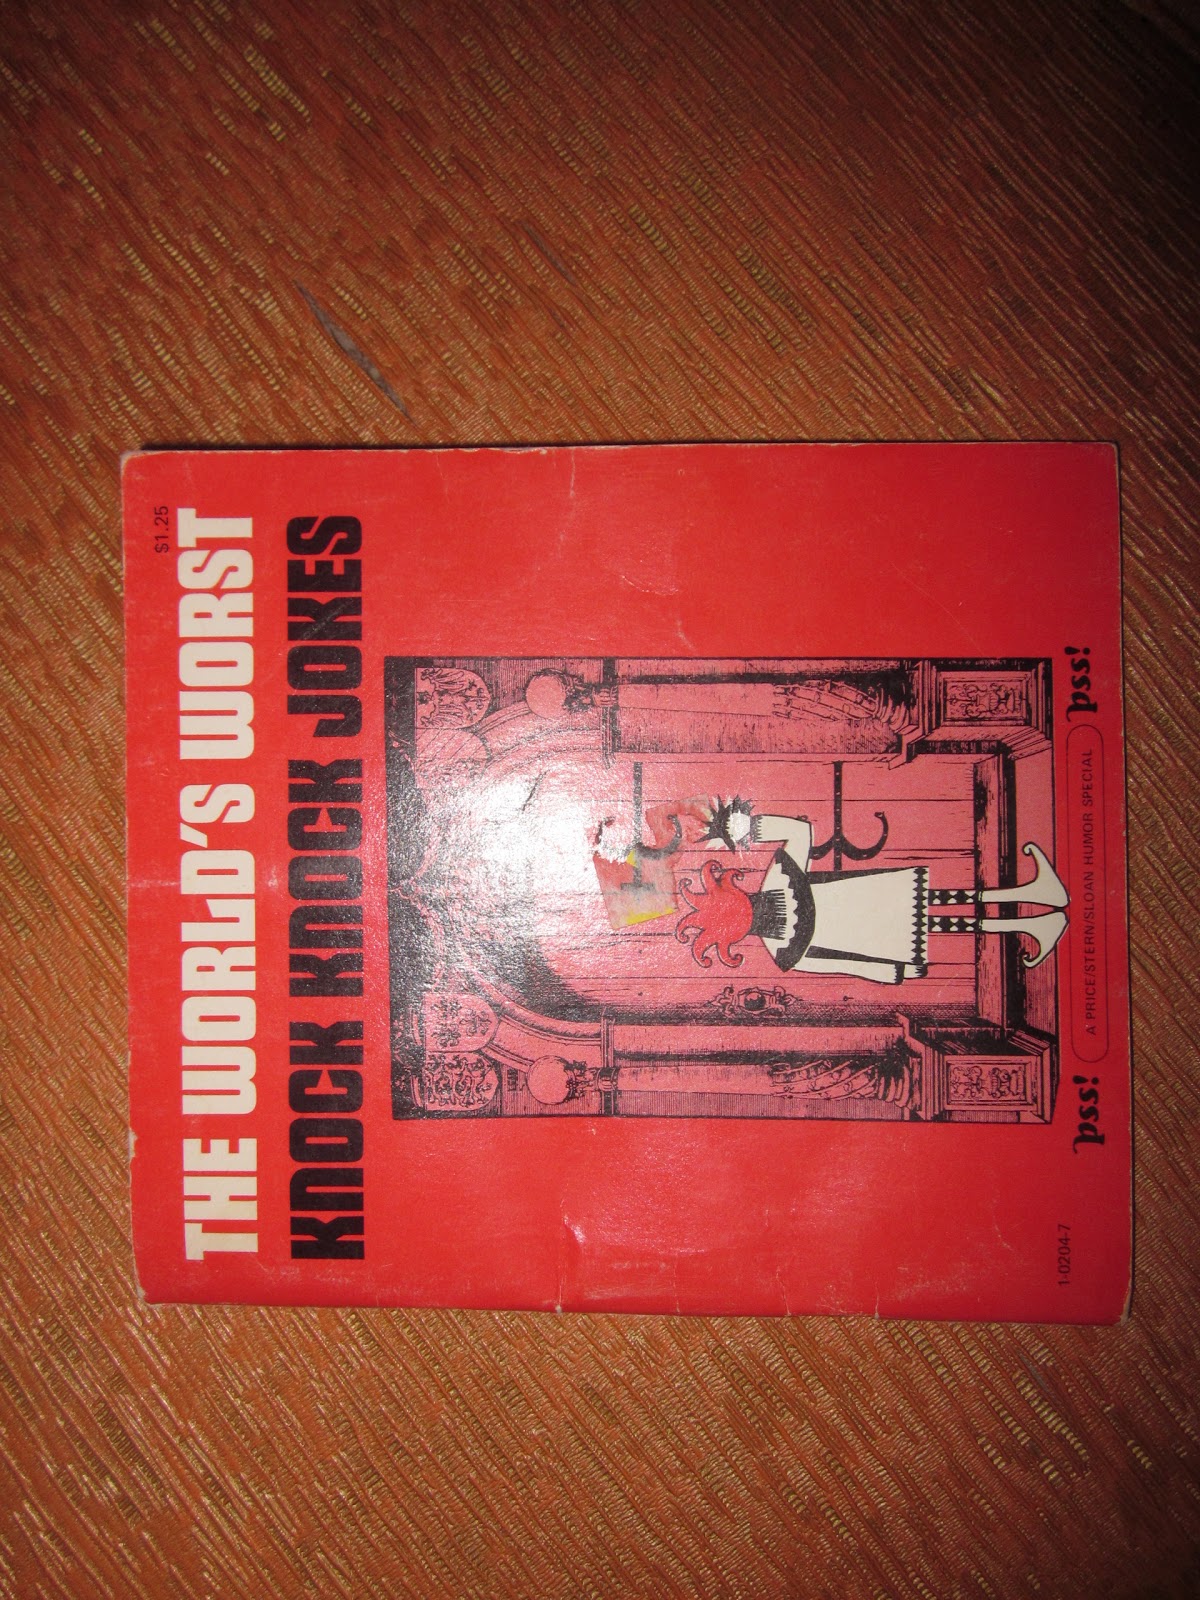 $1.25
THE WORLD'S WORST
KNOCK KNOCK JOKES
1-0204-7
pss! A PRICE/STERN/SLOAN HUMOR SPECIAL pss!